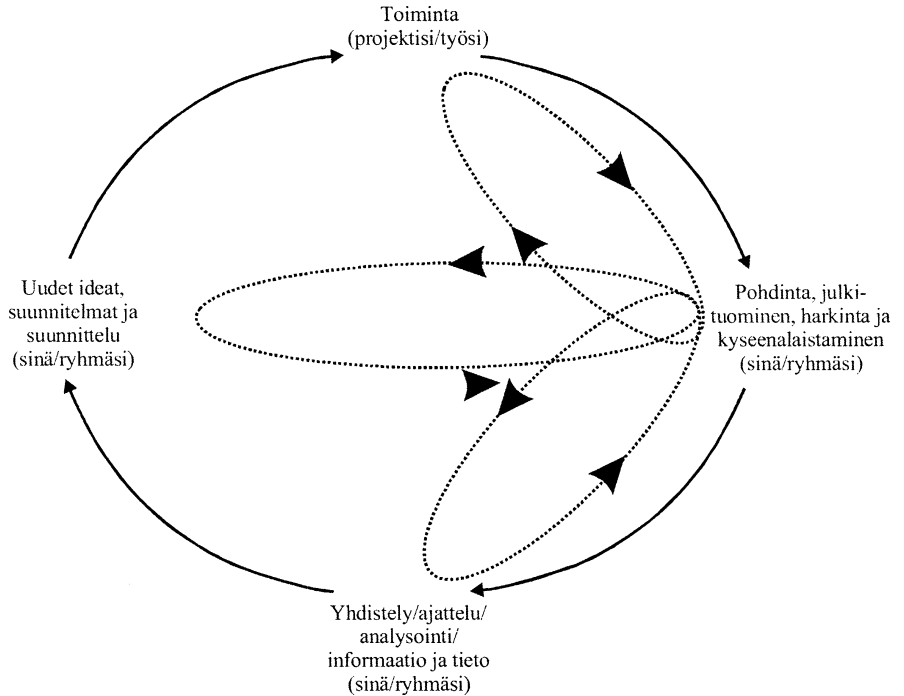 Toiminta
(projektisi/työsi)
Uudet ideat,
suunnitelmat ja
suunnittelu
(sinä/ryhmäsi)
Pohdinta, julki-
tuominen, harkinta ja
kyseenalaistaminen
(sinä/ryhmäsi)
Yhdistely/ajattelu/
analysointi/
informaatio ja tieto
(sinä/ryhmäsi)